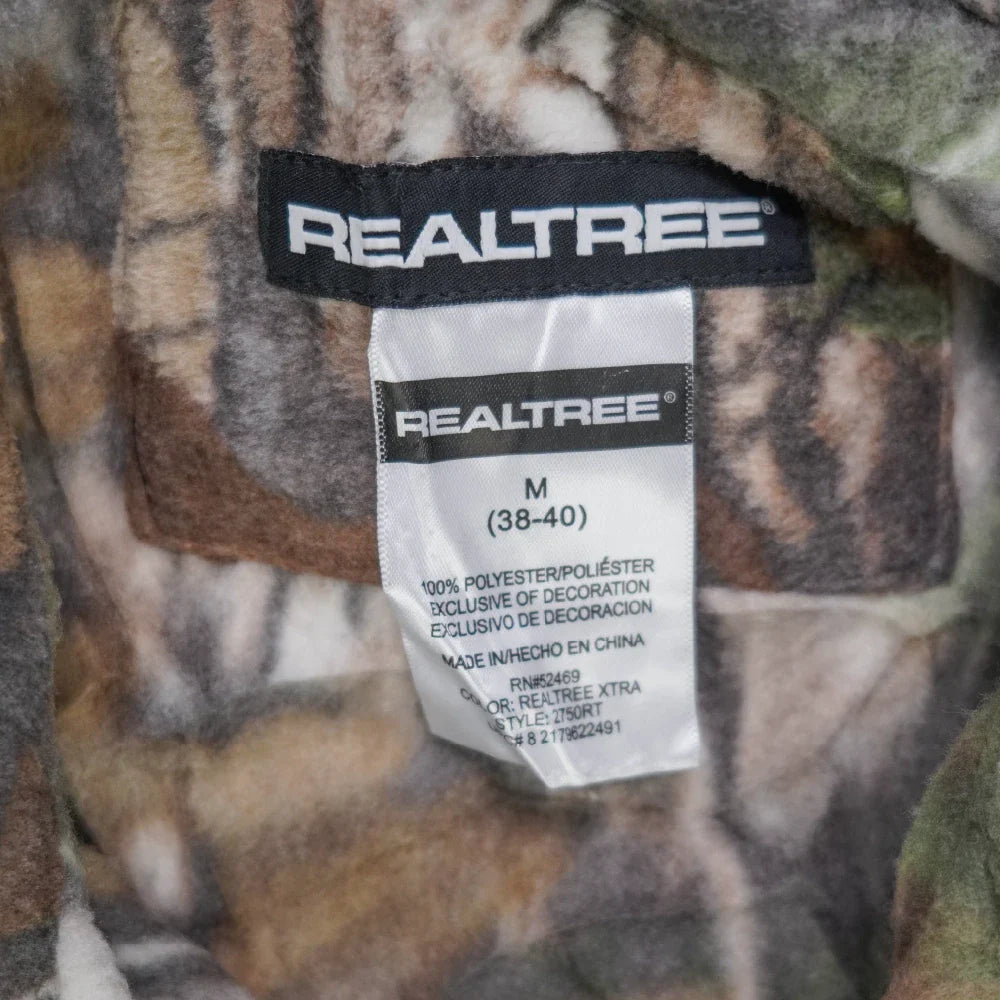 REALTREE®
REALTREE®
M
(38-40)
100% POLYESTER/POLIÉSTER
EXCLUSIVE OF DECORATION
EXCLUSIVO DE DECORACION
MADE IN/HECHO EN CHINA
RN#52469
COLOR: REALTREE XTRA
STYLE: 2750RT
# 8 2179622491